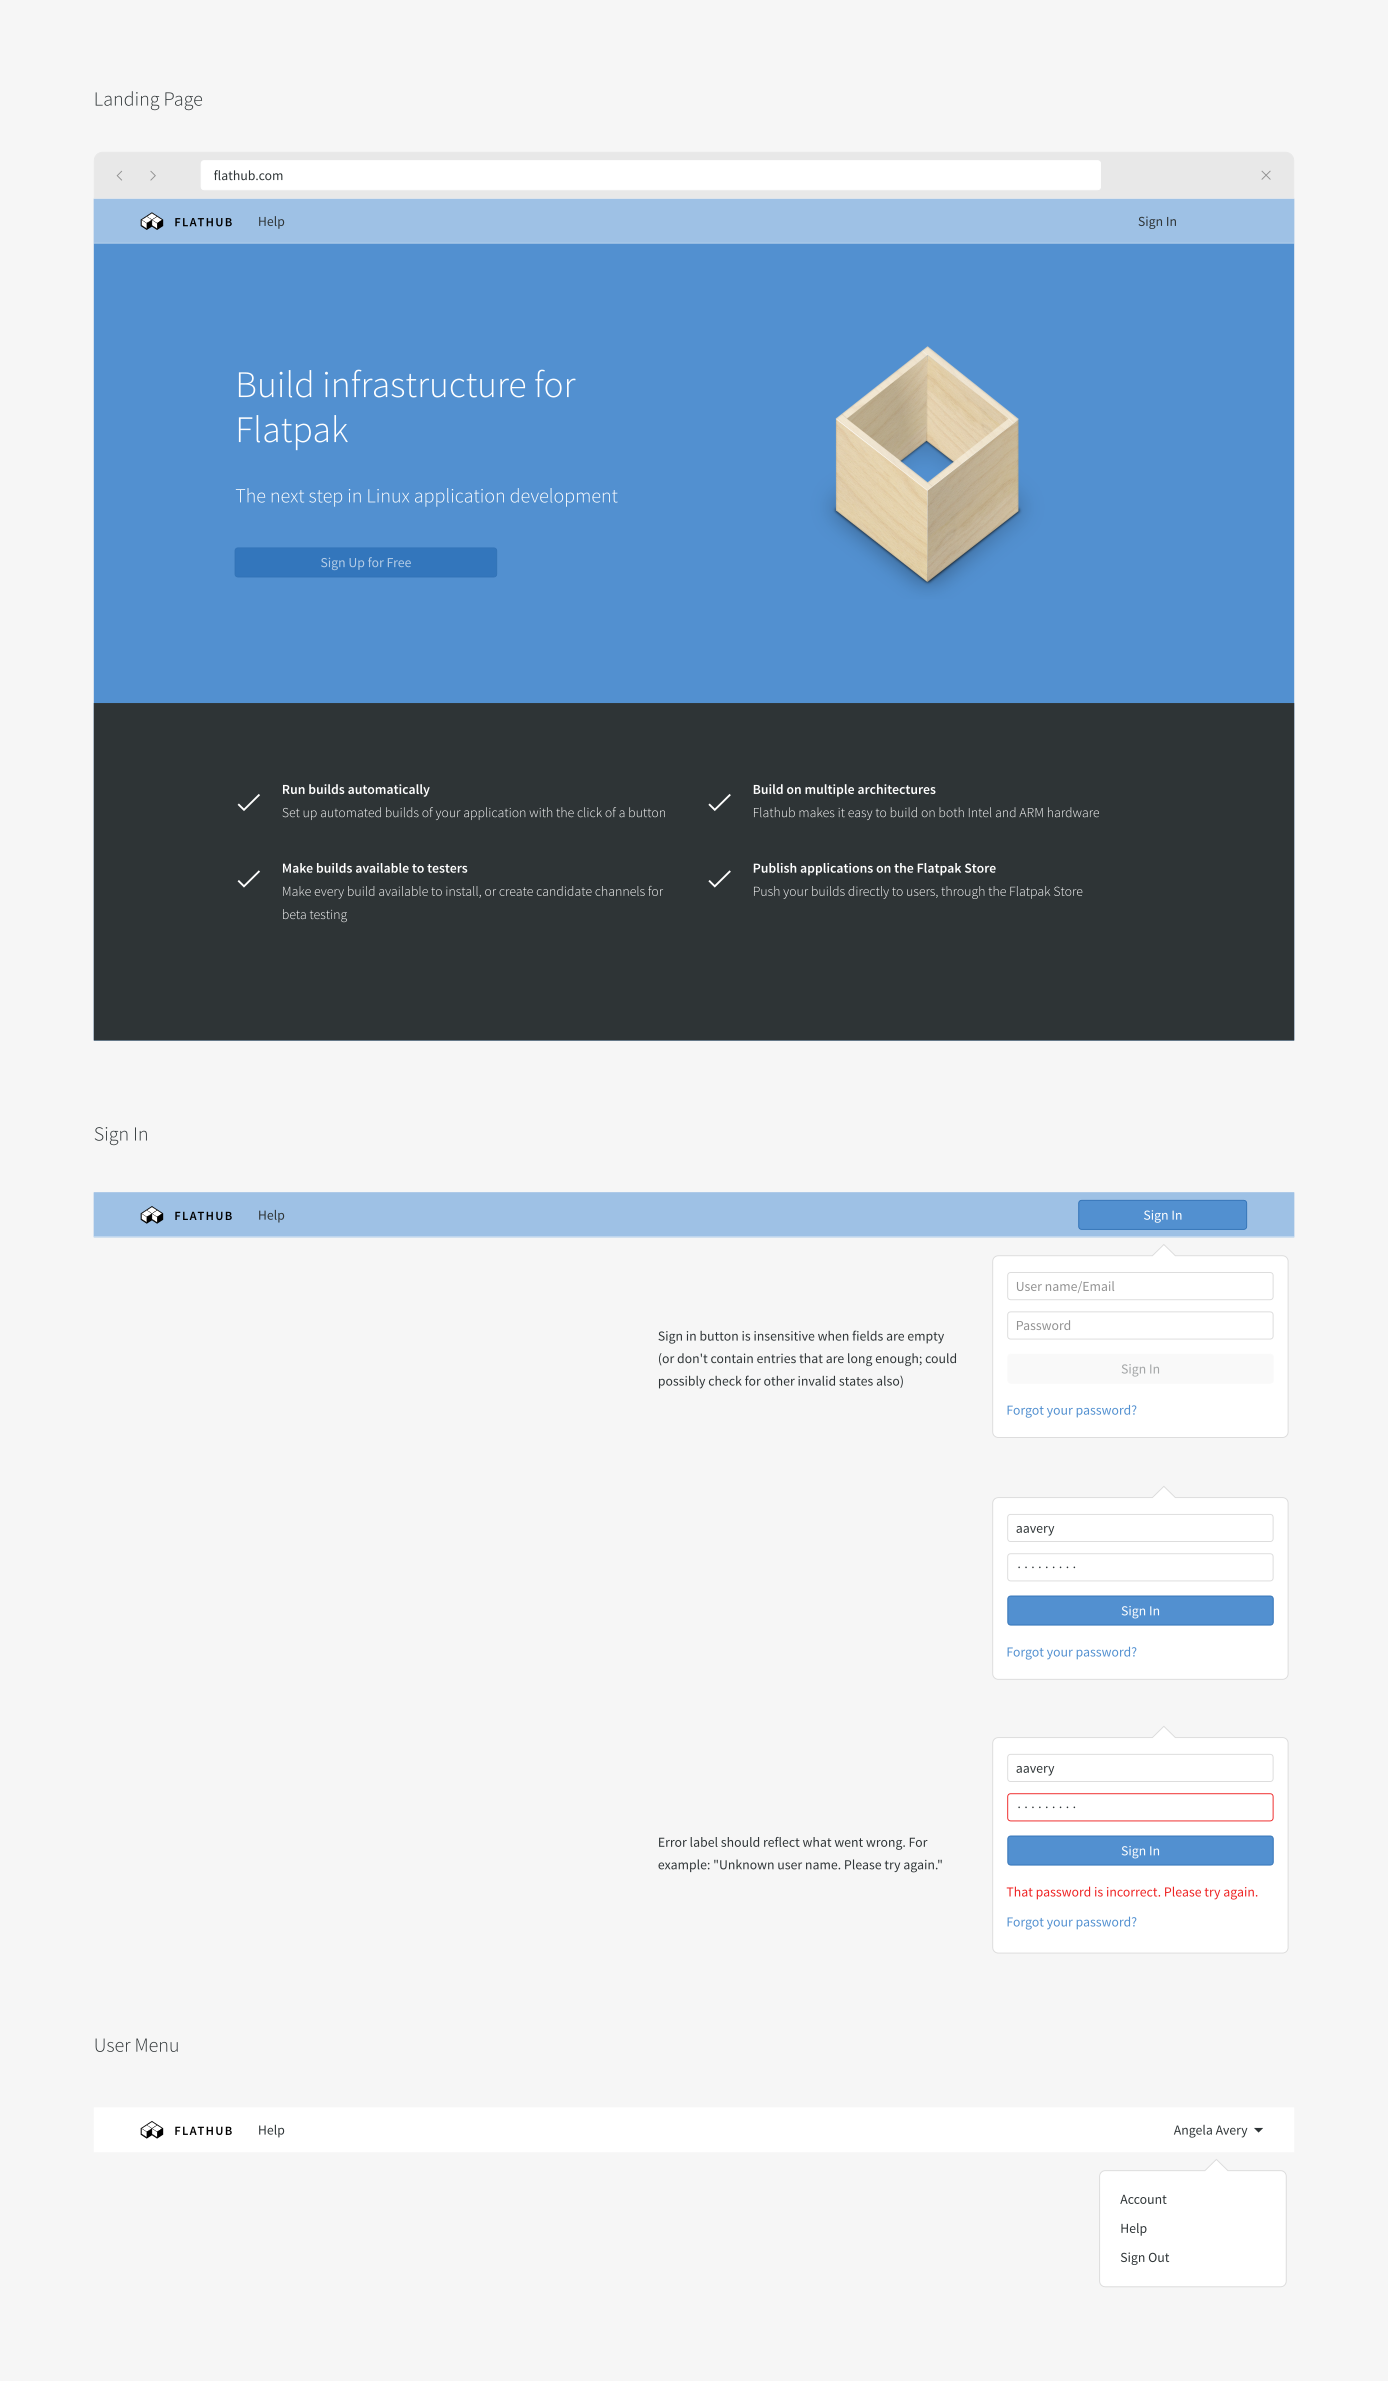 Landing Page
flathub.com
FLATHUB Help Sign In
Build infrastructure for
Flatpak
The next step in Linux application development
Sign Up for Free
Run builds automatically
Set up automated builds of your application with the click of a button
Build on multiple architectures
Flathub makes it easy to build on both Intel and ARM hardware
Make builds available to testers
Make every build available to install, or create candidate channels for
beta testing
Publish applications on the Flatpak Store
Push your builds directly to users, through the Flatpak Store
Sign In
FLATHUB Help Sign In
Sign in button is insensitive when fields are empty
(or don't contain entries that are long enough; could
possibly check for other invalid states also)
User name/Email
Password
Sign In
Forgot your password?
aavery
·········
Sign In
Forgot your password?
Error label should reflect what went wrong. For
example: "Unknown user name. Please try again."
aavery
·········
Sign In
That password is incorrect. Please try again.
Forgot your password?
User Menu
FLATHUB Help Angela Avery
Account
Help
Sign Out